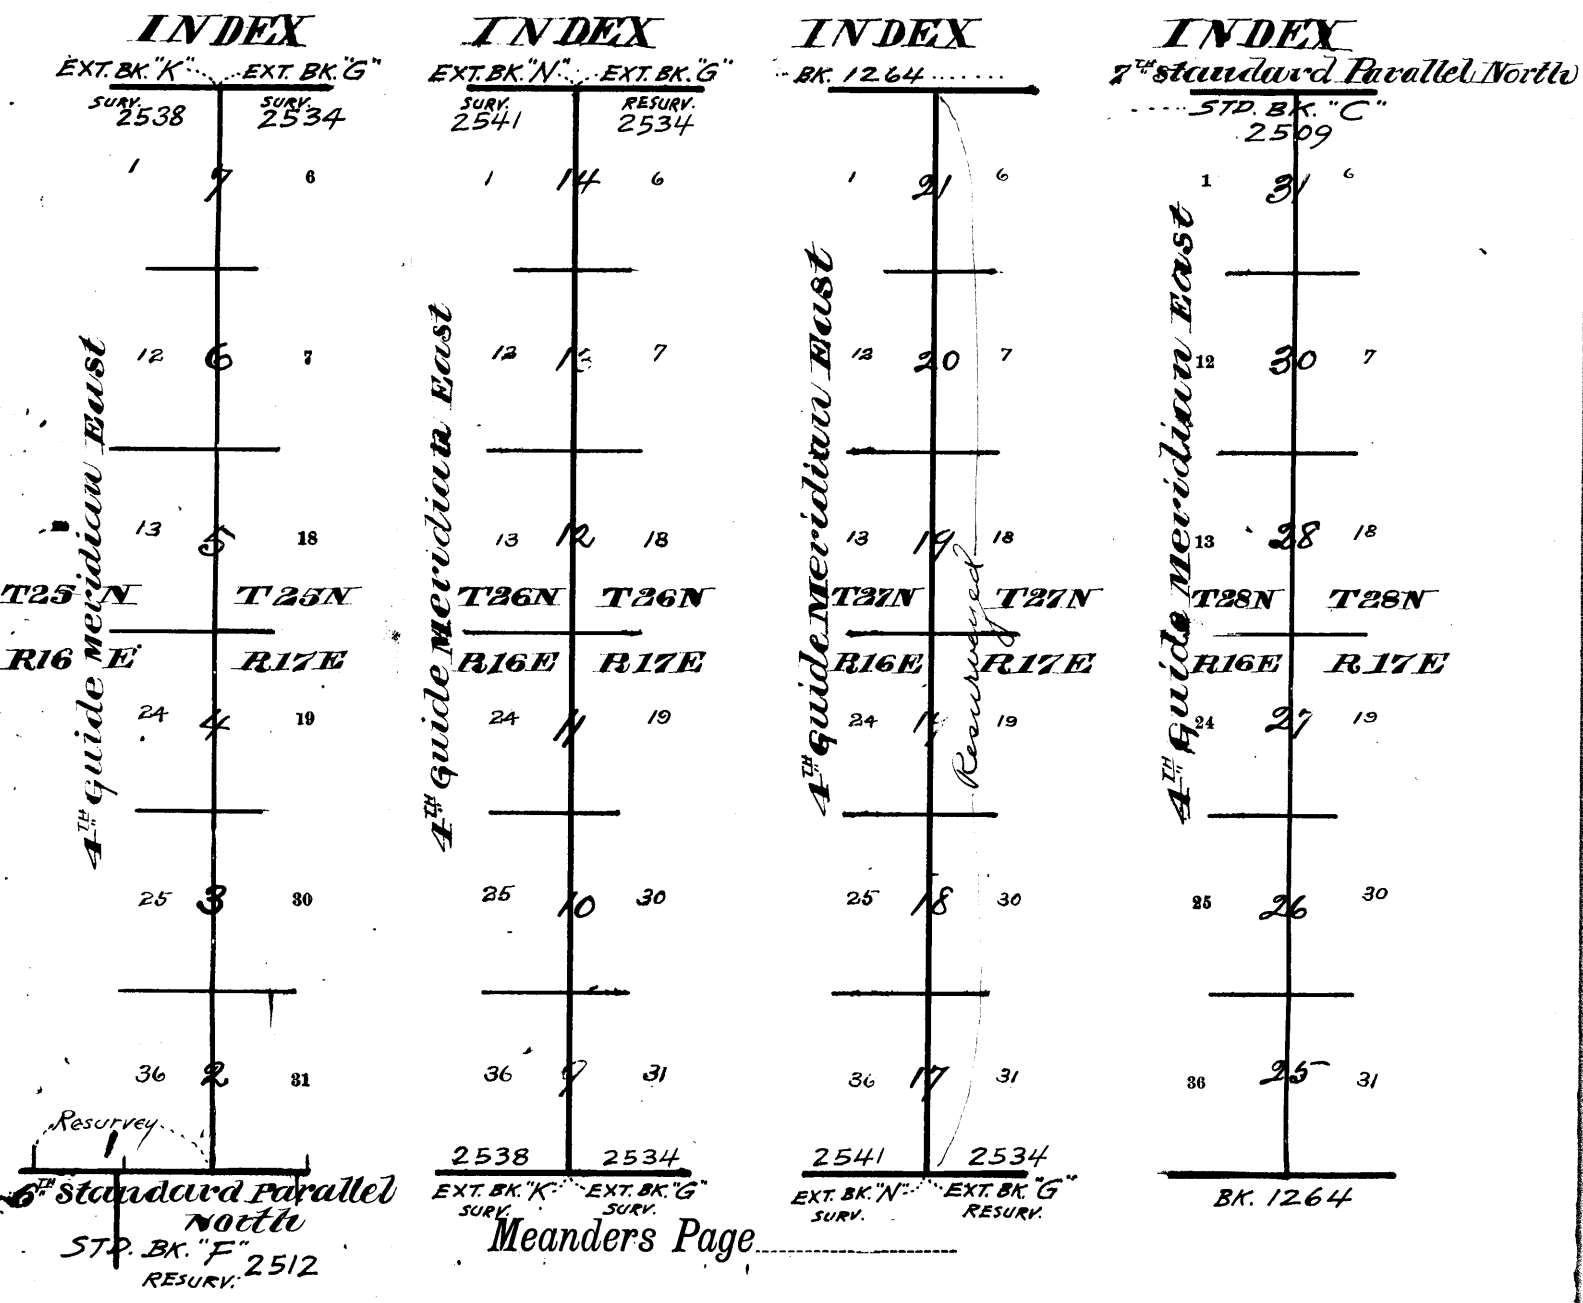 INDEX
EXT. BK. "K" EXT. BK. "G"
SURV. SURV.
2538 2534
1 7 6
12 6 7
13 5 18
T25 N T25N
R16 E R17E
24 4 19
25 3 30
36 2 31
4TH Guide Meridian East
Resurvey
1
6TH Standard Parallel
North
STD. BK. "F" 2512
RESURV.
INDEX
EXT. BK. "N" EXT. BK. "G"
SURV. RESURV.
2541 2534
1 14 6
12 13 7
13 12 18
T26N T26N
R16E R17E
24 11 19
25 10 30
36 9 31
4TH Guide Meridian East
2538 2534
EXT. BK. "K" EXT. BK. "G"
SURV. SURV.
INDEX
BK. 1264
1 21 6
12 20 7
13 19 18
T27N T27N
R16E R17E
24 19
25 18 30
36 17 31
4TH Guide Meridian East
Resurveyed
2541 2534
EXT. BK. "N" EXT. BK. "G"
SURV. RESURV.
INDEX
7TH Standard Parallel North
STD. BK. "C"
2509
1 31 6
12 30 7
13 28 18
T28N T28N
R16E R17E
24 27 19
25 26 30
36 25 31
4TH Guide Meridian East
BK. 1264
Meanders Page